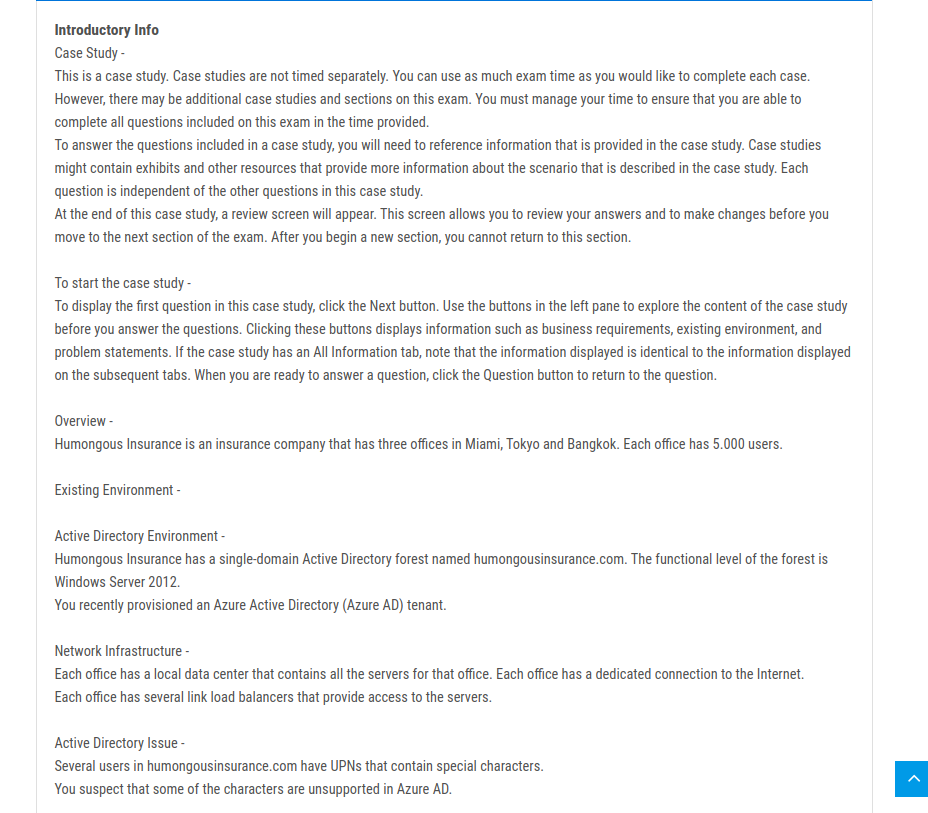 Introductory Info
Case Study -
This is a case study. Case studies are not timed separately. You can use as much exam time as you would like to complete each case.
However, there may be additional case studies and sections on this exam. You must manage your time to ensure that you are able to
complete all questions included on this exam in the time provided.
To answer the questions included in a case study, you will need to reference information that is provided in the case study. Case studies
might contain exhibits and other resources that provide more information about the scenario that is described in the case study. Each
question is independent of the other questions in this case study.
At the end of this case study, a review screen will appear. This screen allows you to review your answers and to make changes before you
move to the next section of the exam. After you begin a new section, you cannot return to this section.
To start the case study -
To display the first question in this case study, click the Next button. Use the buttons in the left pane to explore the content of the case study
before you answer the questions. Clicking these buttons displays information such as business requirements, existing environment, and
problem statements. If the case study has an All Information tab, note that the information displayed is identical to the information displayed
on the subsequent tabs. When you are ready to answer a question, click the Question button to return to the question.
Overview -
Humongous Insurance is an insurance company that has three offices in Miami, Tokyo and Bangkok. Each office has 5.000 users.
Existing Environment -
Active Directory Environment -
Humongous Insurance has a single-domain Active Directory forest named humongousinsurance.com. The functional level of the forest is
Windows Server 2012.
You recently provisioned an Azure Active Directory (Azure AD) tenant.
Network Infrastructure -
Each office has a local data center that contains all the servers for that office. Each office has a dedicated connection to the Internet.
Each office has several link load balancers that provide access to the servers.
Active Directory Issue -
Several users in humongousinsurance.com have UPNs that contain special characters.
You suspect that some of the characters are unsupported in Azure AD.